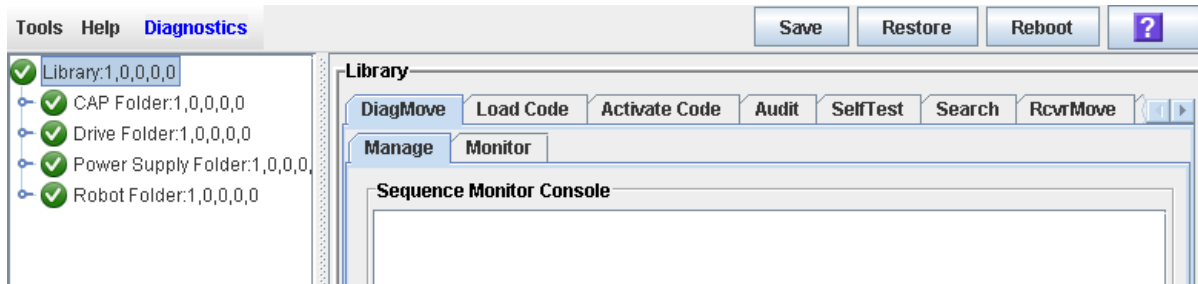 Tools Help Diagnostics Save Restore Reboot ?
Library:1,0,0,0,0
CAP Folder:1,0,0,0,0
Drive Folder:1,0,0,0,0
Power Supply Folder:1,0,0,0,
Robot Folder:1,0,0,0,0
Library
DiagMove Load Code Activate Code Audit SelfTest Search RcvrMove
Manage Monitor
Sequence Monitor Console